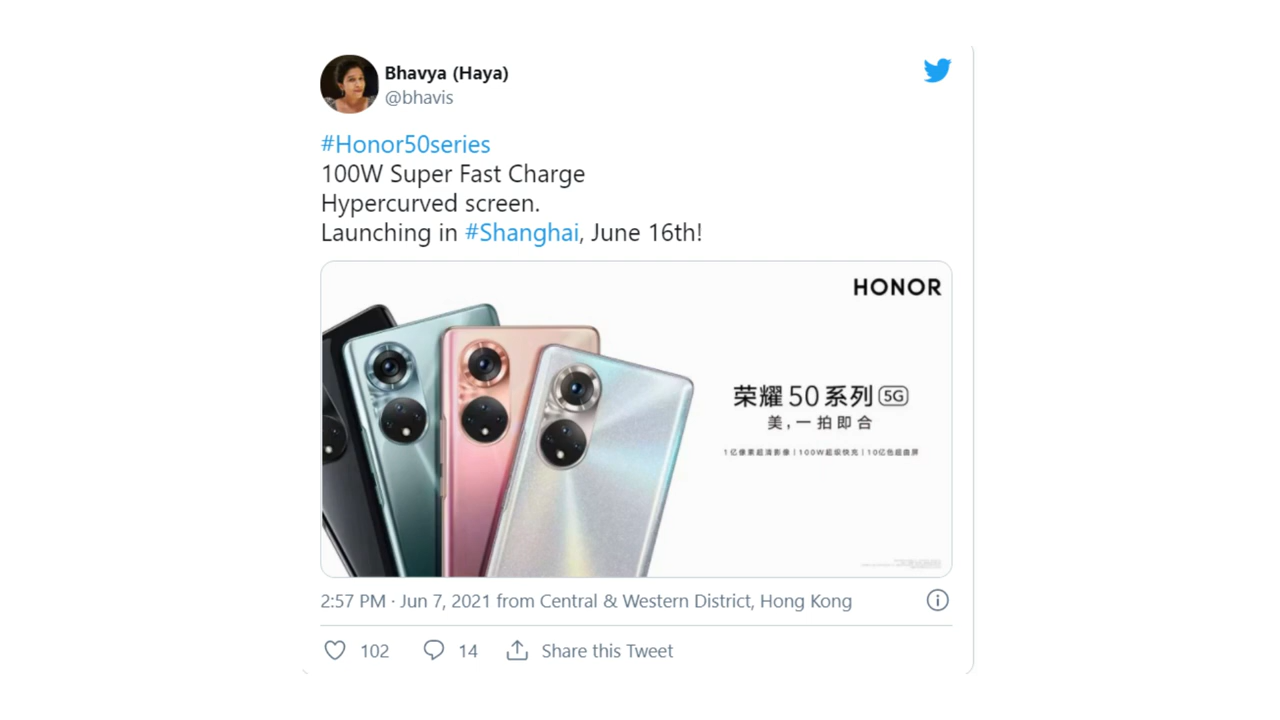 Bhavya (Haya)
@bhavis
#Honor50series
100W Super Fast Charge
Hypercurved screen.
Launching in #Shanghai, June 16th!
HONOR
荣耀50系列 5G
美,一拍即合
1亿像素超清影像 | 100W超级快充 | 10亿色超曲屏
2:57 PM · Jun 7, 2021 from Central & Western District, Hong Kong
102 14 Share this Tweet